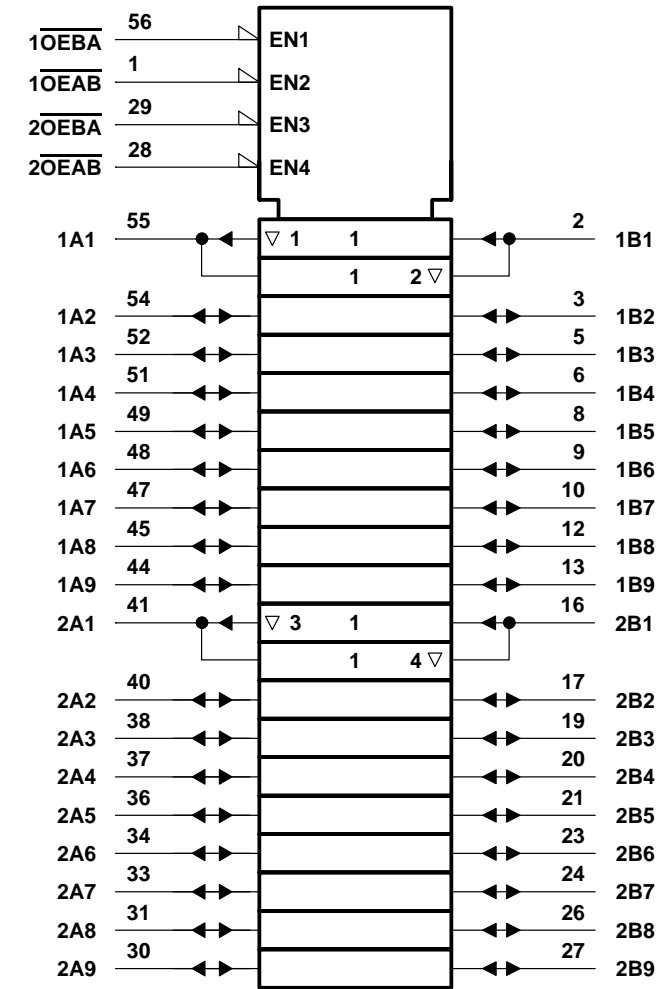 1OEBA 56 EN1
1OEAB 1 EN2
2OEBA 29 EN3
2OEAB 28 EN4
1A1 55 ▽ 1 1 2 1B1
1 2 ▽
1A2 54 3 1B2
1A3 52 5 1B3
1A4 51 6 1B4
1A5 49 8 1B5
1A6 48 9 1B6
1A7 47 10 1B7
1A8 45 12 1B8
1A9 44 13 1B9
2A1 41 ▽ 3 1 16 2B1
1 4 ▽
2A2 40 17 2B2
2A3 38 19 2B3
2A4 37 20 2B4
2A5 36 21 2B5
2A6 34 23 2B6
2A7 33 24 2B7
2A8 31 26 2B8
2A9 30 27 2B9